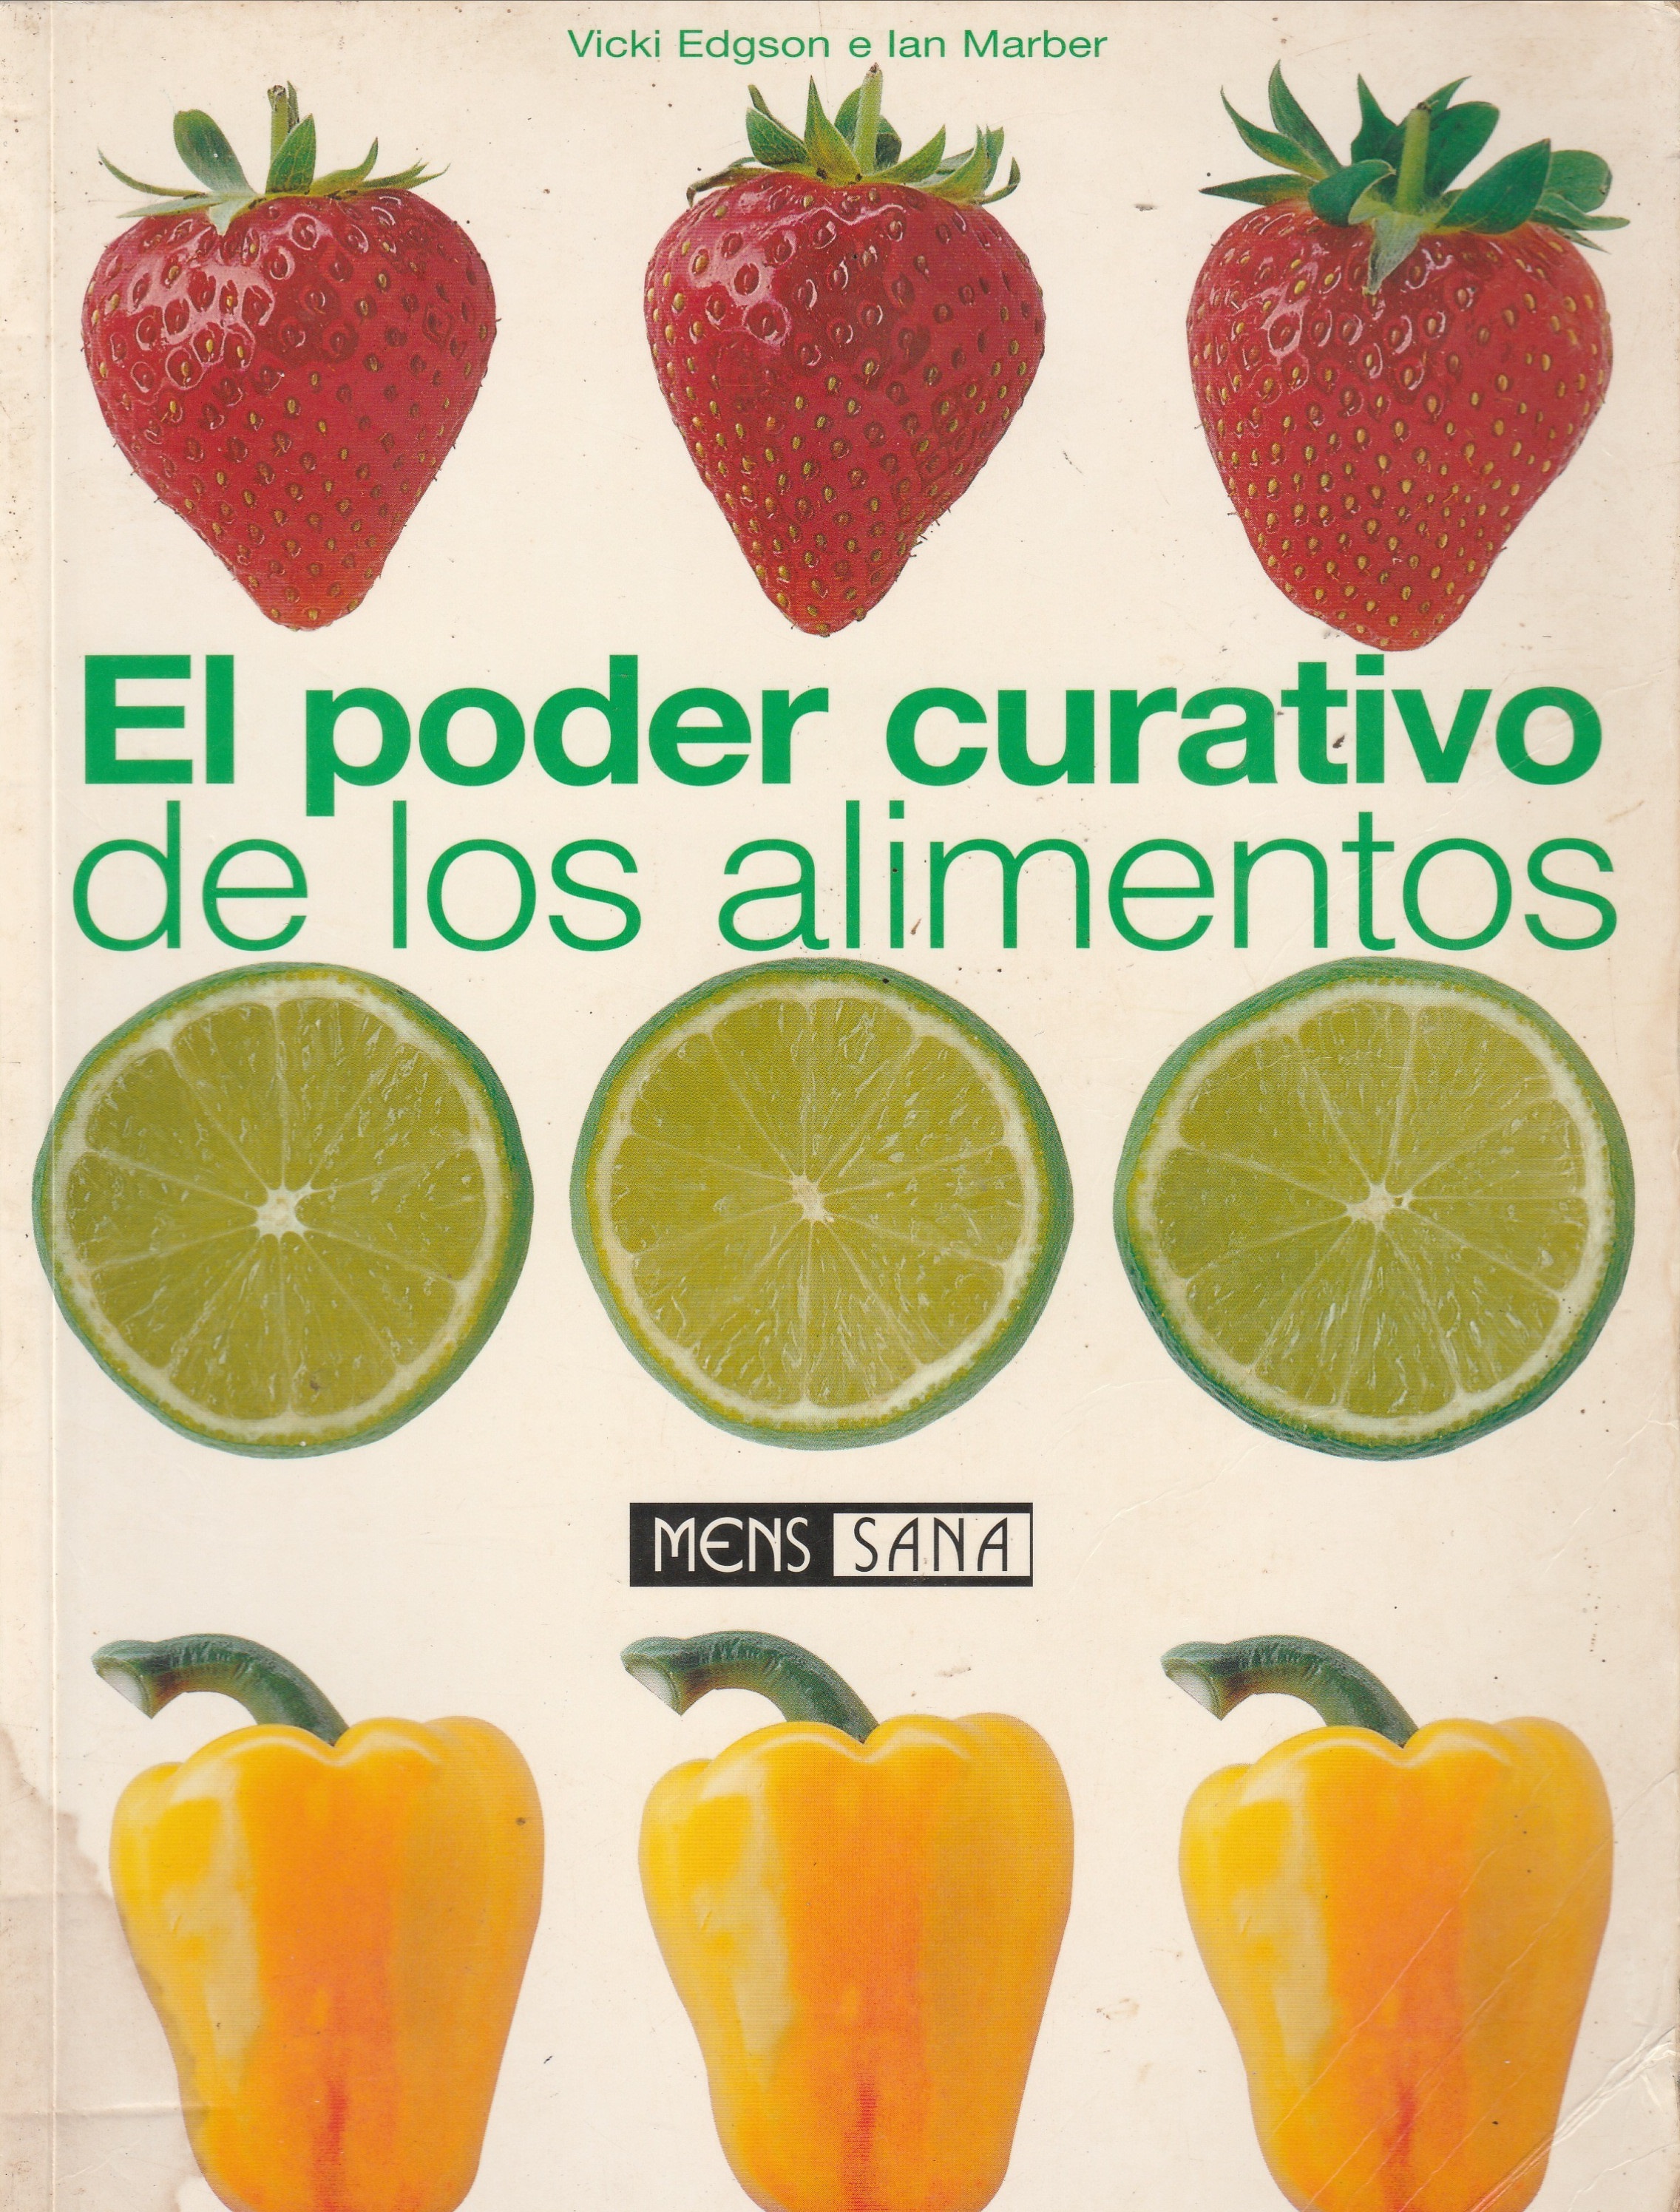 Vicki Edgson e Ian Marber
El poder curativo
de los alimentos
MENS SANA